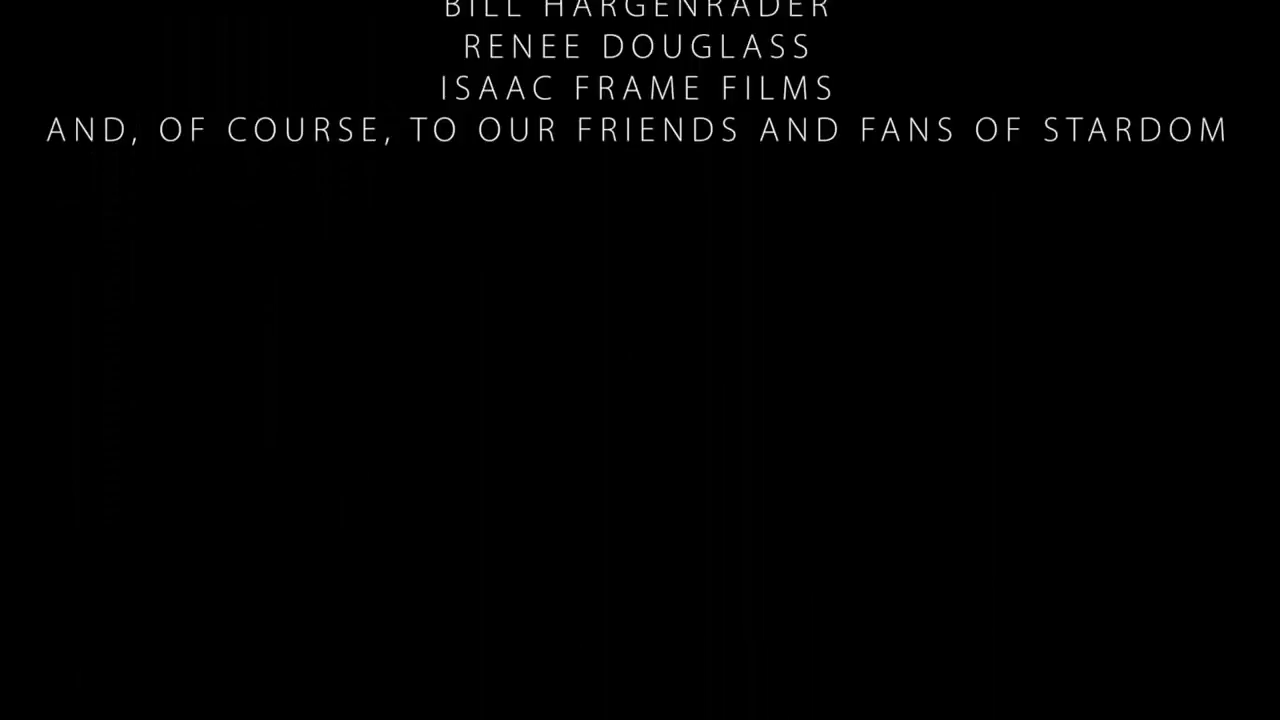 BILL HARGENRADER
RENEE DOUGLASS
ISAAC FRAME FILMS
AND, OF COURSE, TO OUR FRIENDS AND FANS OF STARDOM